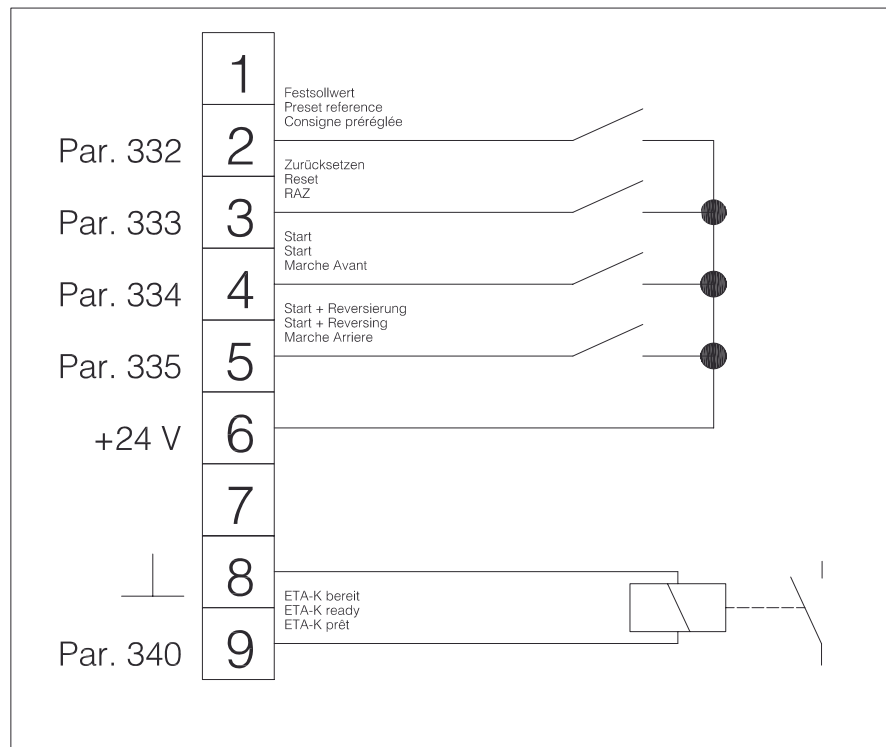 1
Festsollwert
Preset reference
Consigne préréglée
Par. 332
2
Zurücksetzen
Reset
RAZ
Par. 333
3
Start
Start
Marche Avant
Par. 334
4
Start + Reversierung
Start + Reversing
Marche Arriere
Par. 335
5
+24 V
6
7
8
ETA-K bereit
ETA-K ready
ETA-K prêt
Par. 340
9